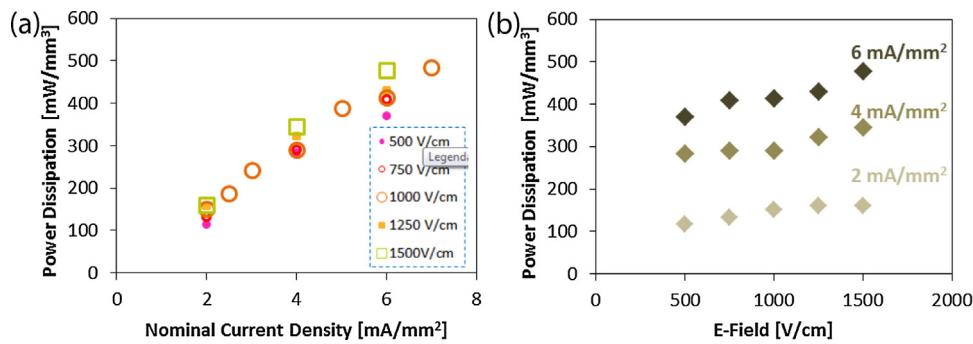 (a)
Power Dissipation [mW/mm³]
600
500
400
300
200
100
0
0 2 4 6 8
Nominal Current Density [mA/mm²]
500 V/cm
Legenda
750 V/cm
1000 V/cm
1250 V/cm
1500V/cm
(b)
Power Dissipation [mW/mm³]
600
500
400
300
200
100
0
0 500 1000 1500 2000
E-Field [V/cm]
6 mA/mm²
4 mA/mm²
2 mA/mm²